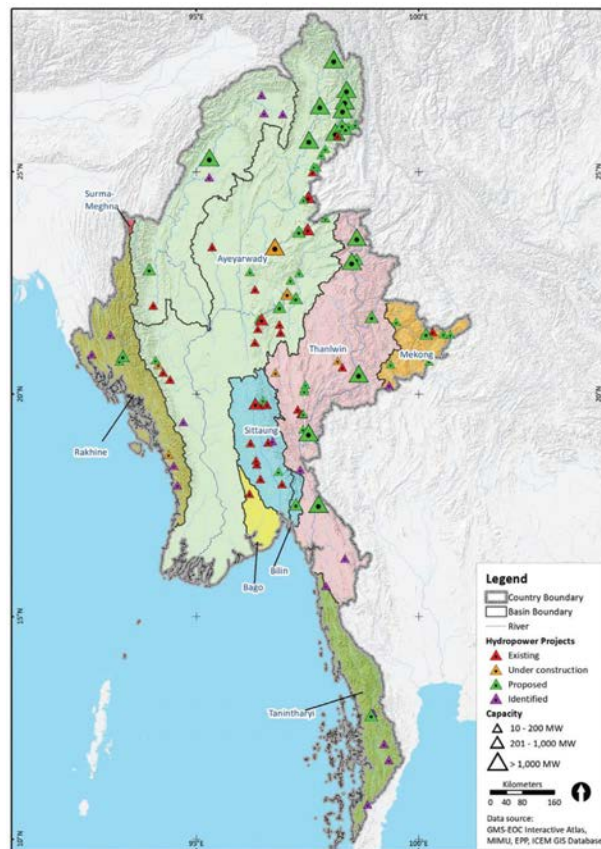 95°E
100°E
25°N
Surma-
Meghna
Ayeyarwady
Thanlwin
Mekong
20°N
Rakhine
Sittaung
Bilin
Bago
15°N
Tanintharyi
10°N
95°E
100°E
Legend
Country Boundary
Basin Boundary
River
Hydropower Projects
Existing
Under construction
Proposed
Identified
Capacity
10 - 200 MW
201 - 1,000 MW
> 1,000 MW
Kilometers
0 40 80 160
Data source:
GMS-EOC Interactive Atlas,
MIMU, EPP, ICEM GIS Database